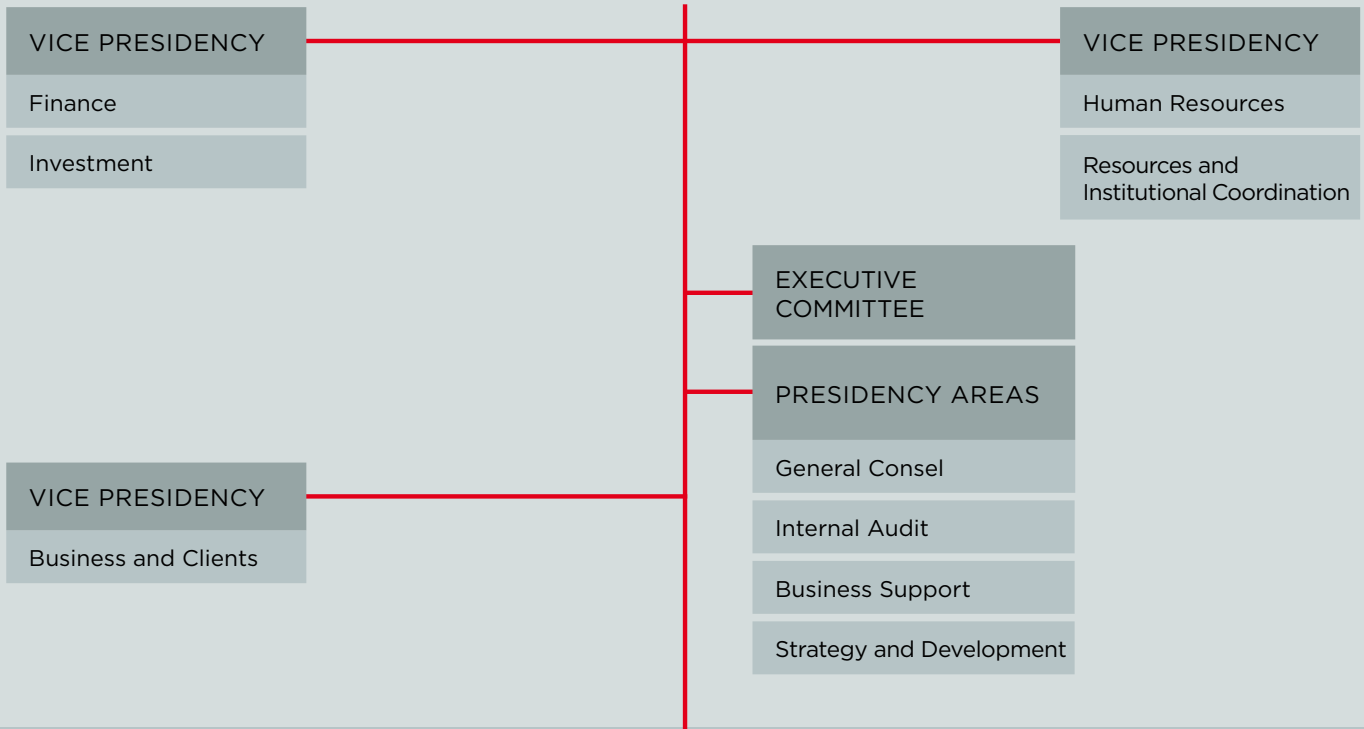 VICE PRESIDENCY
Finance
Investment
VICE PRESIDENCY
Human Resources
Resources and
Institutional Coordination
EXECUTIVE
COMMITTEE
PRESIDENCY AREAS
General Consel
Internal Audit
Business Support
Strategy and Development
VICE PRESIDENCY
Business and Clients